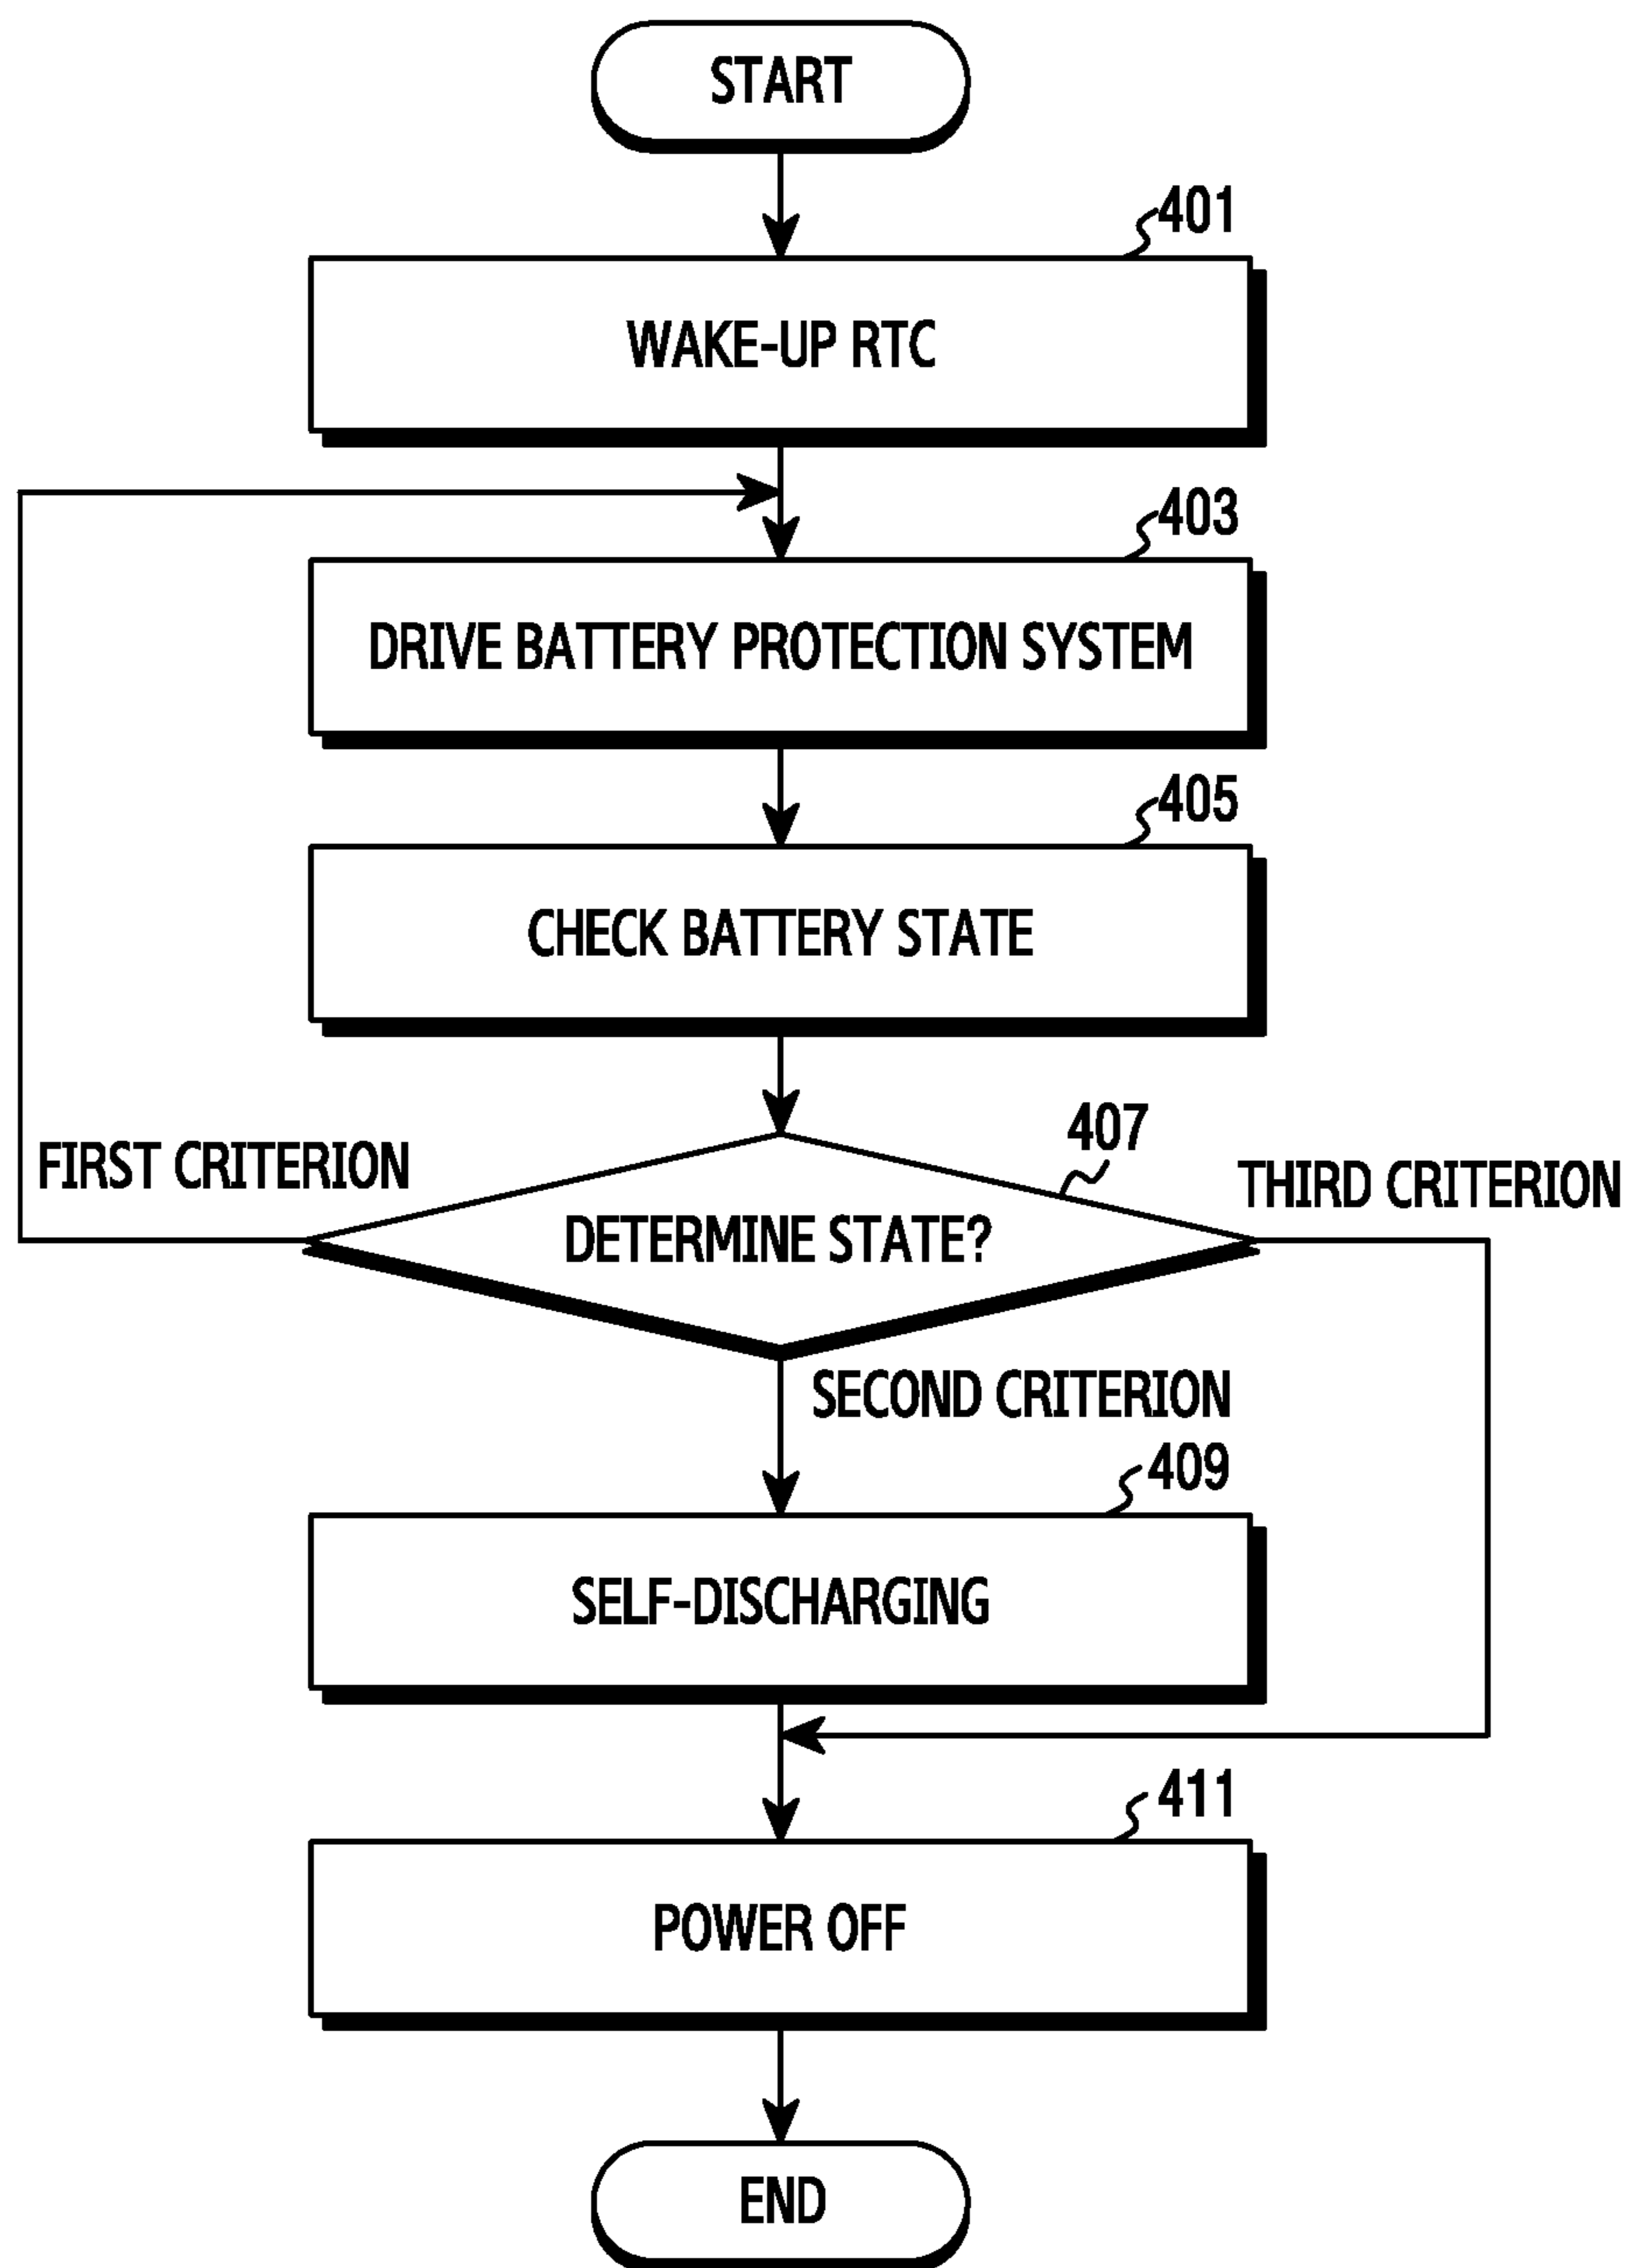 START
401
WAKE-UP RTC
403
DRIVE BATTERY PROTECTION SYSTEM
405
CHECK BATTERY STATE
407
FIRST CRITERION
THIRD CRITERION
DETERMINE STATE?
SECOND CRITERION
409
SELF-DISCHARGING
411
POWER OFF
END